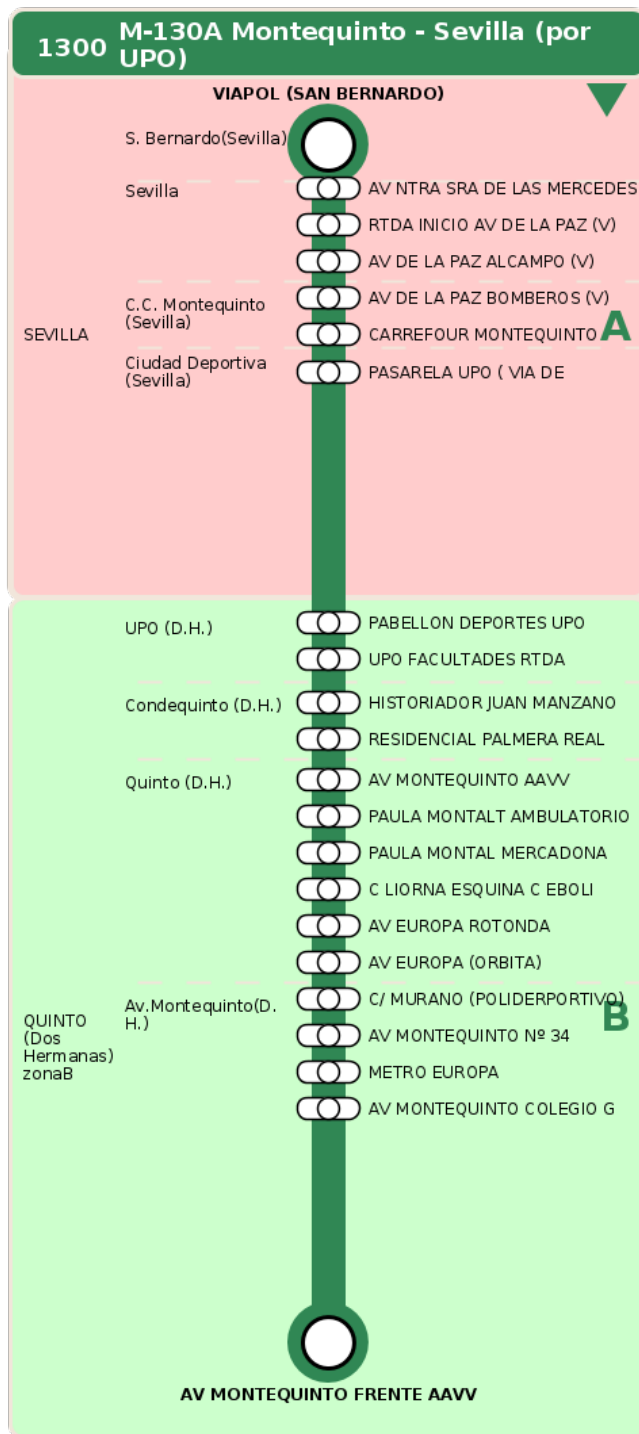 1300
M-130A Montequinto - Sevilla (por
UPO)
VIAPOL (SAN BERNARDO)
S. Bernardo(Sevilla)
Sevilla
AV NTRA SRA DE LAS MERCEDES
RTDA INICIO AV DE LA PAZ (V)
AV DE LA PAZ ALCAMPO (V)
C.C. Montequinto
(Sevilla)
AV DE LA PAZ BOMBEROS (V)
CARREFOUR MONTEQUINTO
SEVILLA
A
Ciudad Deportiva
(Sevilla)
PASARELA UPO ( VIA DE
UPO (D.H.)
PABELLON DEPORTES UPO
UPO FACULTADES RTDA
Condequinto (D.H.)
HISTORIADOR JUAN MANZANO
RESIDENCIAL PALMERA REAL
Quinto (D.H.)
AV MONTEQUINTO AAVV
PAULA MONTALT AMBULATORIO
PAULA MONTAL MERCADONA
C LIORNA ESQUINA C EBOLI
AV EUROPA ROTONDA
AV EUROPA (ORBITA)
Av.Montequinto(D.
H.)
C/ MURANO (POLIDERPORTIVO)
AV MONTEQUINTO Nº 34
METRO EUROPA
AV MONTEQUINTO COLEGIO G
QUINTO
(Dos
Hermanas)
zonaB
B
AV MONTEQUINTO FRENTE AAVV